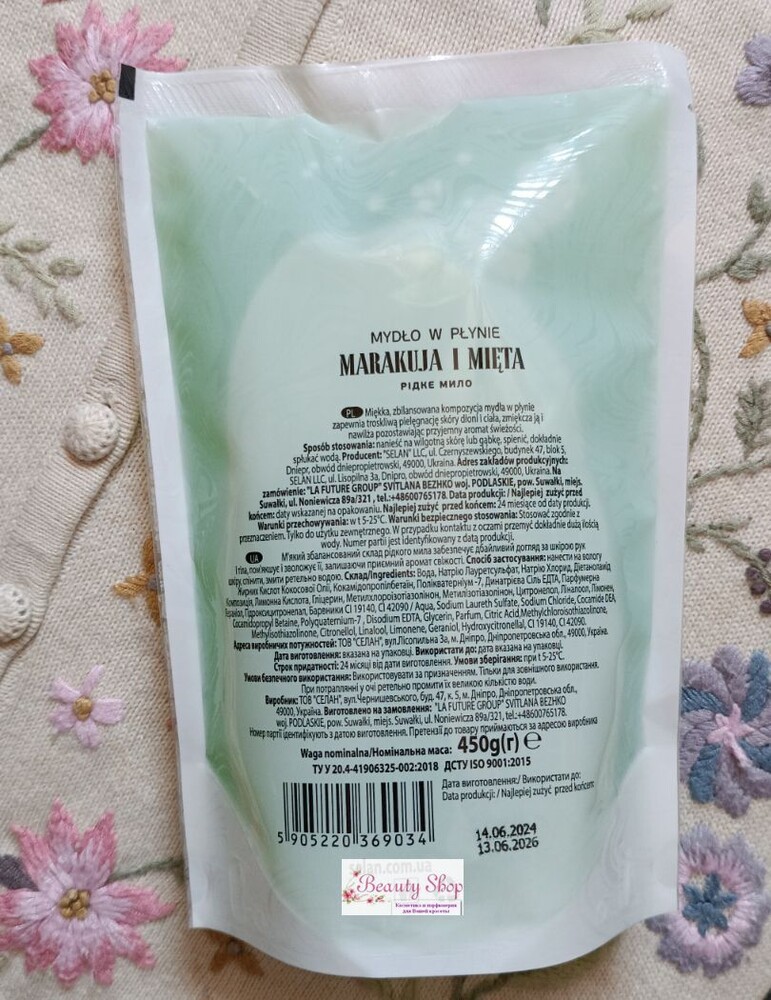 MYDŁO W PŁYNIE
MARAKUJA I MIĘTA
РІДКЕ МИЛО
PL Miękka, zbilansowana kompozycja mydła w płynie
zapewnia troskliwą pielęgnację skóry dłoni i ciała, zmiękcza ją i
nawilża pozostawiając przyjemny aromat świeżości.
Sposób stosowania: nanieść na wilgotną skórę lub gąbkę, spienić, dokładnie
spłukać wodą. Producent: "SELAN" LLC, ul. Czernyszewskiego, budynek 47, blok 5,
Dniepr, obwód dniepropietrowski, 49000, Ukraina. Adres zakładów produkcyjnych:
SELAN LLC, ul. Lisopilna 3a, Dnipro, obwód dniepropietrowski, 49000, Ukraina. Na
zamówienie: "LA FUTURE GROUP" SVITLANA BEZHKO woj. PODLASKIE, pow. Suwałki, miejs.
Suwałki, ul. Noniewicza 89a/321 , tel.:+48600765178. Data produkcji: / Najlepiej zużyć przed
końcem: daty wskazanej na opakowaniu. Najlepiej zużyć przed końcem: 24 miesiące od daty produkcji.
Warunki przechowywania: w t 5-25°C. Warunki bezpiecznego stosowania: Stosować zgodnie z
przeznaczeniem. Tylko do użytku zewnętrznego. W przypadku kontaktu z oczami przemyć dokładnie dużą ilością
wody. Numer partii jest identyfikowany z datą produkcji.
UA М'який збалансований склад рідкого мила забезпечує дбайливий догляд за шкірою рук
і тіла, пом'якшує і зволожує її, залишаючи приємний аромат свіжості. Спосіб застосування: нанести на вологу
шкіру, спінити, змити ретельно водою. Склад/Ingredients: Вода, Натрію Лауретсульфат, Натрію Хлорид, Діетаноламід
Жирних Кислот Кокосової Олії, Кокамідопропілбетаїн, Полікватерніум -7, Динатрієва Сіль ЕДТА, Парфумерна
Композиція, Лимонна Кислота, Гліцерин, Метилхлороізотіазолінон, Метилізотіазолінон, Цитронелол, Ліналоол, Лімонен,
Гераніол, Гідроксицитронелал, Барвники CI 19140, CI 42090 / Aqua, Sodium Laureth Sulfate, Sodium Chloride, Cocamide DEA,
Cocamidopropyl Betaine, Polyquaternium-7 , Disodium EDTA, Glycerin, Parfum, Citric Acid, Methylchloroisothiazolinone,
Methylisothiazolinone, Citronellol, Linalool, Limonene, Geraniol, Hydroxycitronellal, CI 19140, CI 42090.
Адреса виробничих потужностей: ТОВ "СЕЛАН", вул.Лісопильна 3а, м. Дніпро, Дніпропетровська обл., 49000, Україна.
Дата виготовлення: вказана на упаковці. Використати до: дата вказана на упаковці.
Строк придатності: 24 місяці від дати виготовлення. Умови зберігання: при t 5-25°C.
Умови безпечного використання: Використовувати за призначенням. Тільки для зовнішнього використання.
При потраплянні у очі ретельно промити їх великою кількістю води.
Виробник: ТОВ "СЕЛАН", вул.Чернишевського, буд. 47, к. 5, м. Дніпро, Дніпропетровська обл.,
49000, Україна. Виготовлено на замовлення: "LA FUTURE GROUP" SVITLANA BEZHKO
woj. PODLASKIE, pow. Suwałki, miejs. Suwałki, ul. Noniewicza 89a/321, tel.:+48600765178.
Номер партії ідентифікують з датою виготовлення. Претензії до товару приймаються за адресою виробника
Waga nominalna/Номінальна маса: 450g(г) ℮
ТУ У 20.4-41906325-002:2018 ДСТУ ISO 9001:2015
Дата виготовлення:/ Використати до:
Data produkcji: / Najlepiej zużyć przed końcem:
5 905220 369034
14.06.2024
13.06.2026
selan.com.ua
Beauty Shop
Косметика и парфюмерия
для Вашей красоты